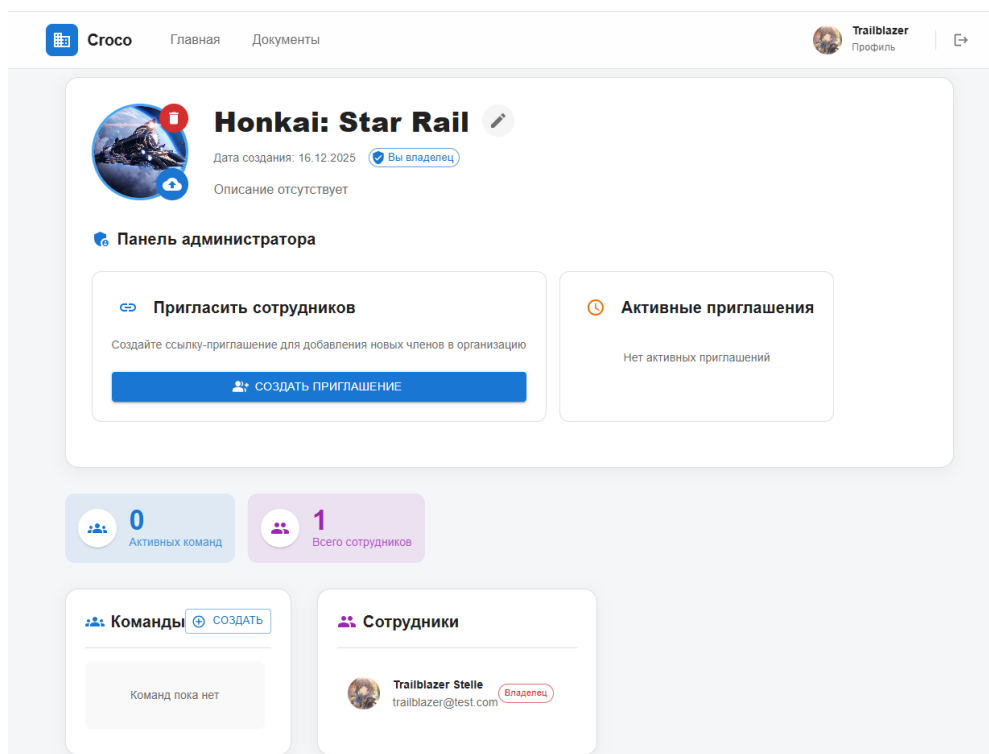 Croco
Главная
Документы
Trailblazer
Профиль
Honkai: Star Rail
Дата создания: 16.12.2025
Вы владелец
Описание отсутствует
Панель администратора
Пригласить сотрудников
Создайте ссылку-приглашение для добавления новых членов в организацию
СОЗДАТЬ ПРИГЛАШЕНИЕ
Активные приглашения
Нет активных приглашений
0
Активных команд
1
Всего сотрудников
Команды
СОЗДАТЬ
Команд пока нет
Сотрудники
Trailblazer Stelle
trailblazer@test.com
Владелец